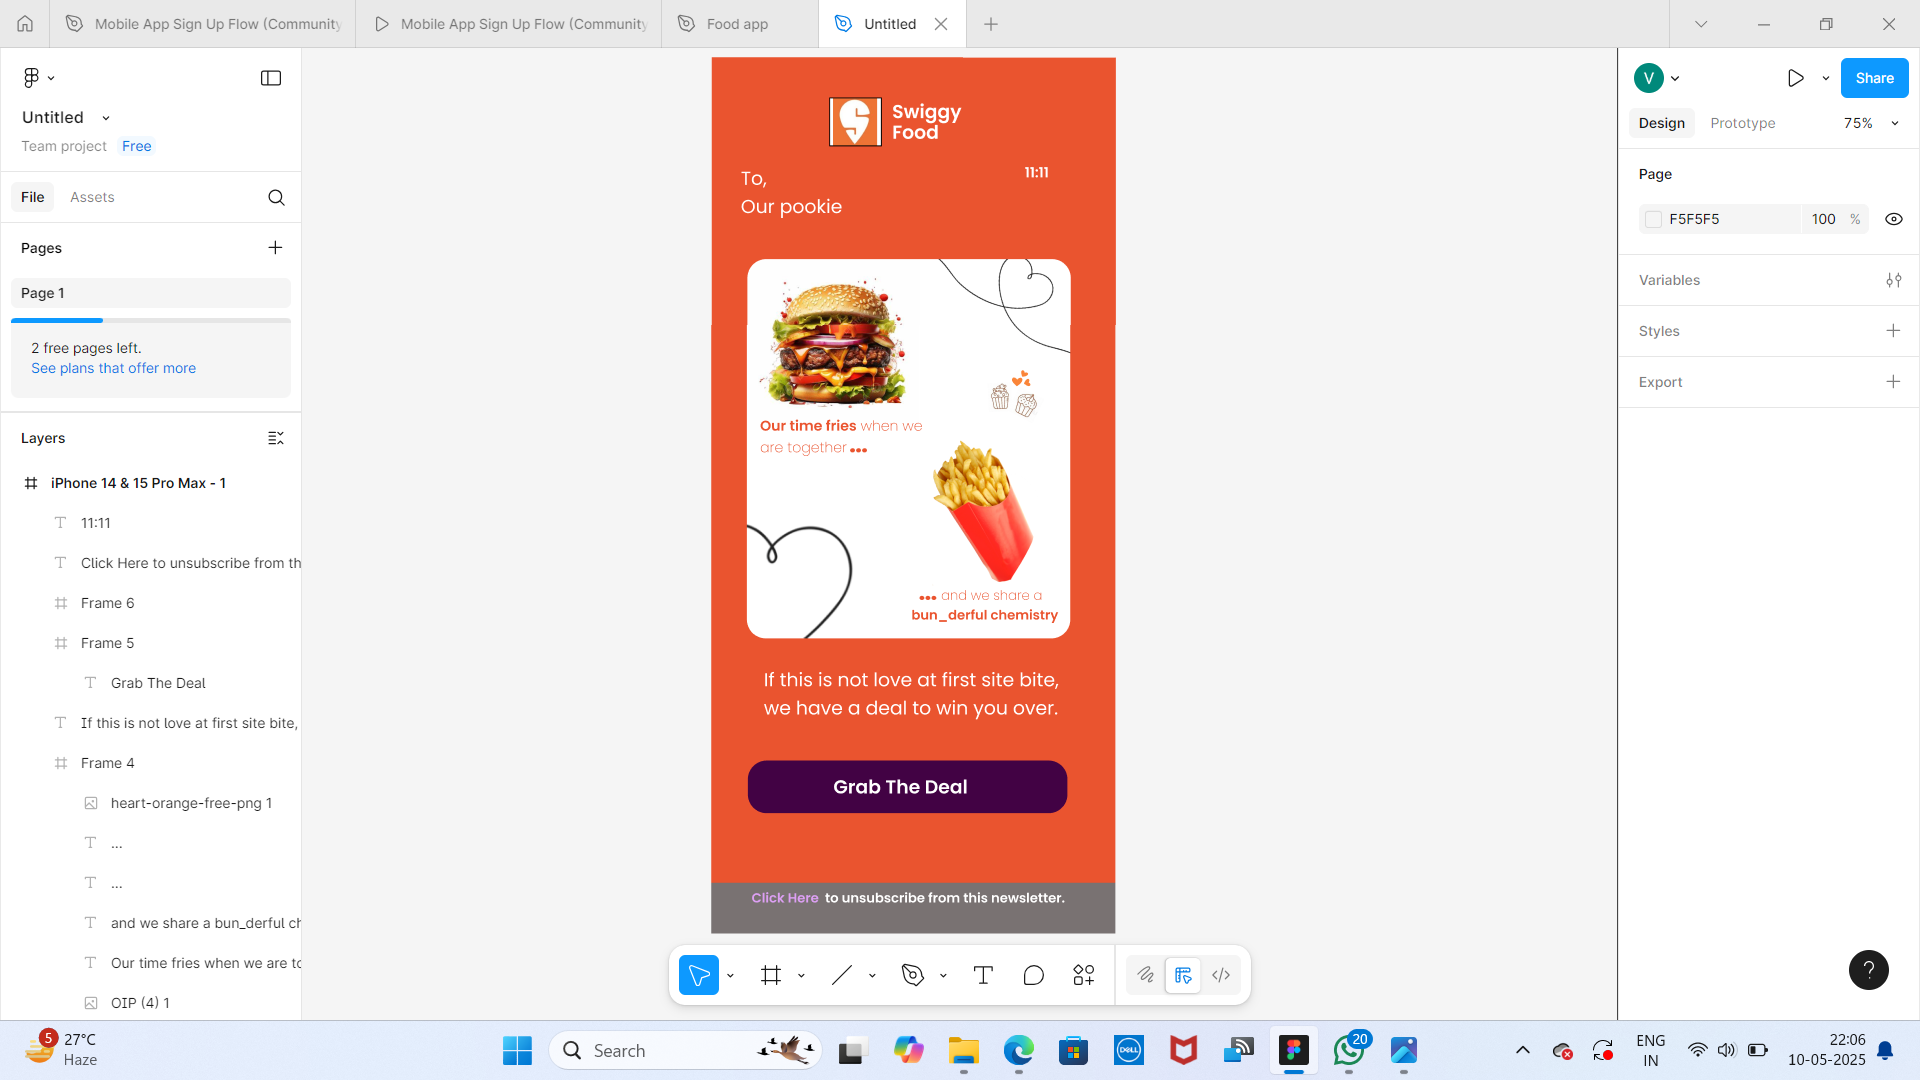 Mobile App Sign Up Flow (Community
Mobile App Sign Up Flow (Community
Food app
Untitled
Untitled
Team project
Free
File
Assets
Pages
Page 1
2 free pages left.
See plans that offer more
Layers
iPhone 14 & 15 Pro Max - 1
11:11
Click Here to unsubscribe from th
Frame 6
Frame 5
Grab The Deal
If this is not love at first site bite,
Frame 4
heart-orange-free-png 1
...
...
and we share a bun_derful ch
Our time fries when we are to
OIP (4) 1
Swiggy
Food
To,
Our pookie
11:11
Our time fries when we
are together •••
••• and we share a
bun_derful chemistry
If this is not love at first site bite,
we have a deal to win you over.
Grab The Deal
Click Here to unsubscribe from this newsletter.
V
Share
Design
Prototype
75%
Page
F5F5F5
100
%
Variables
Styles
Export
?
5
27°C
Haze
Search
DELL
20
ENG
IN
22:06
10-05-2025